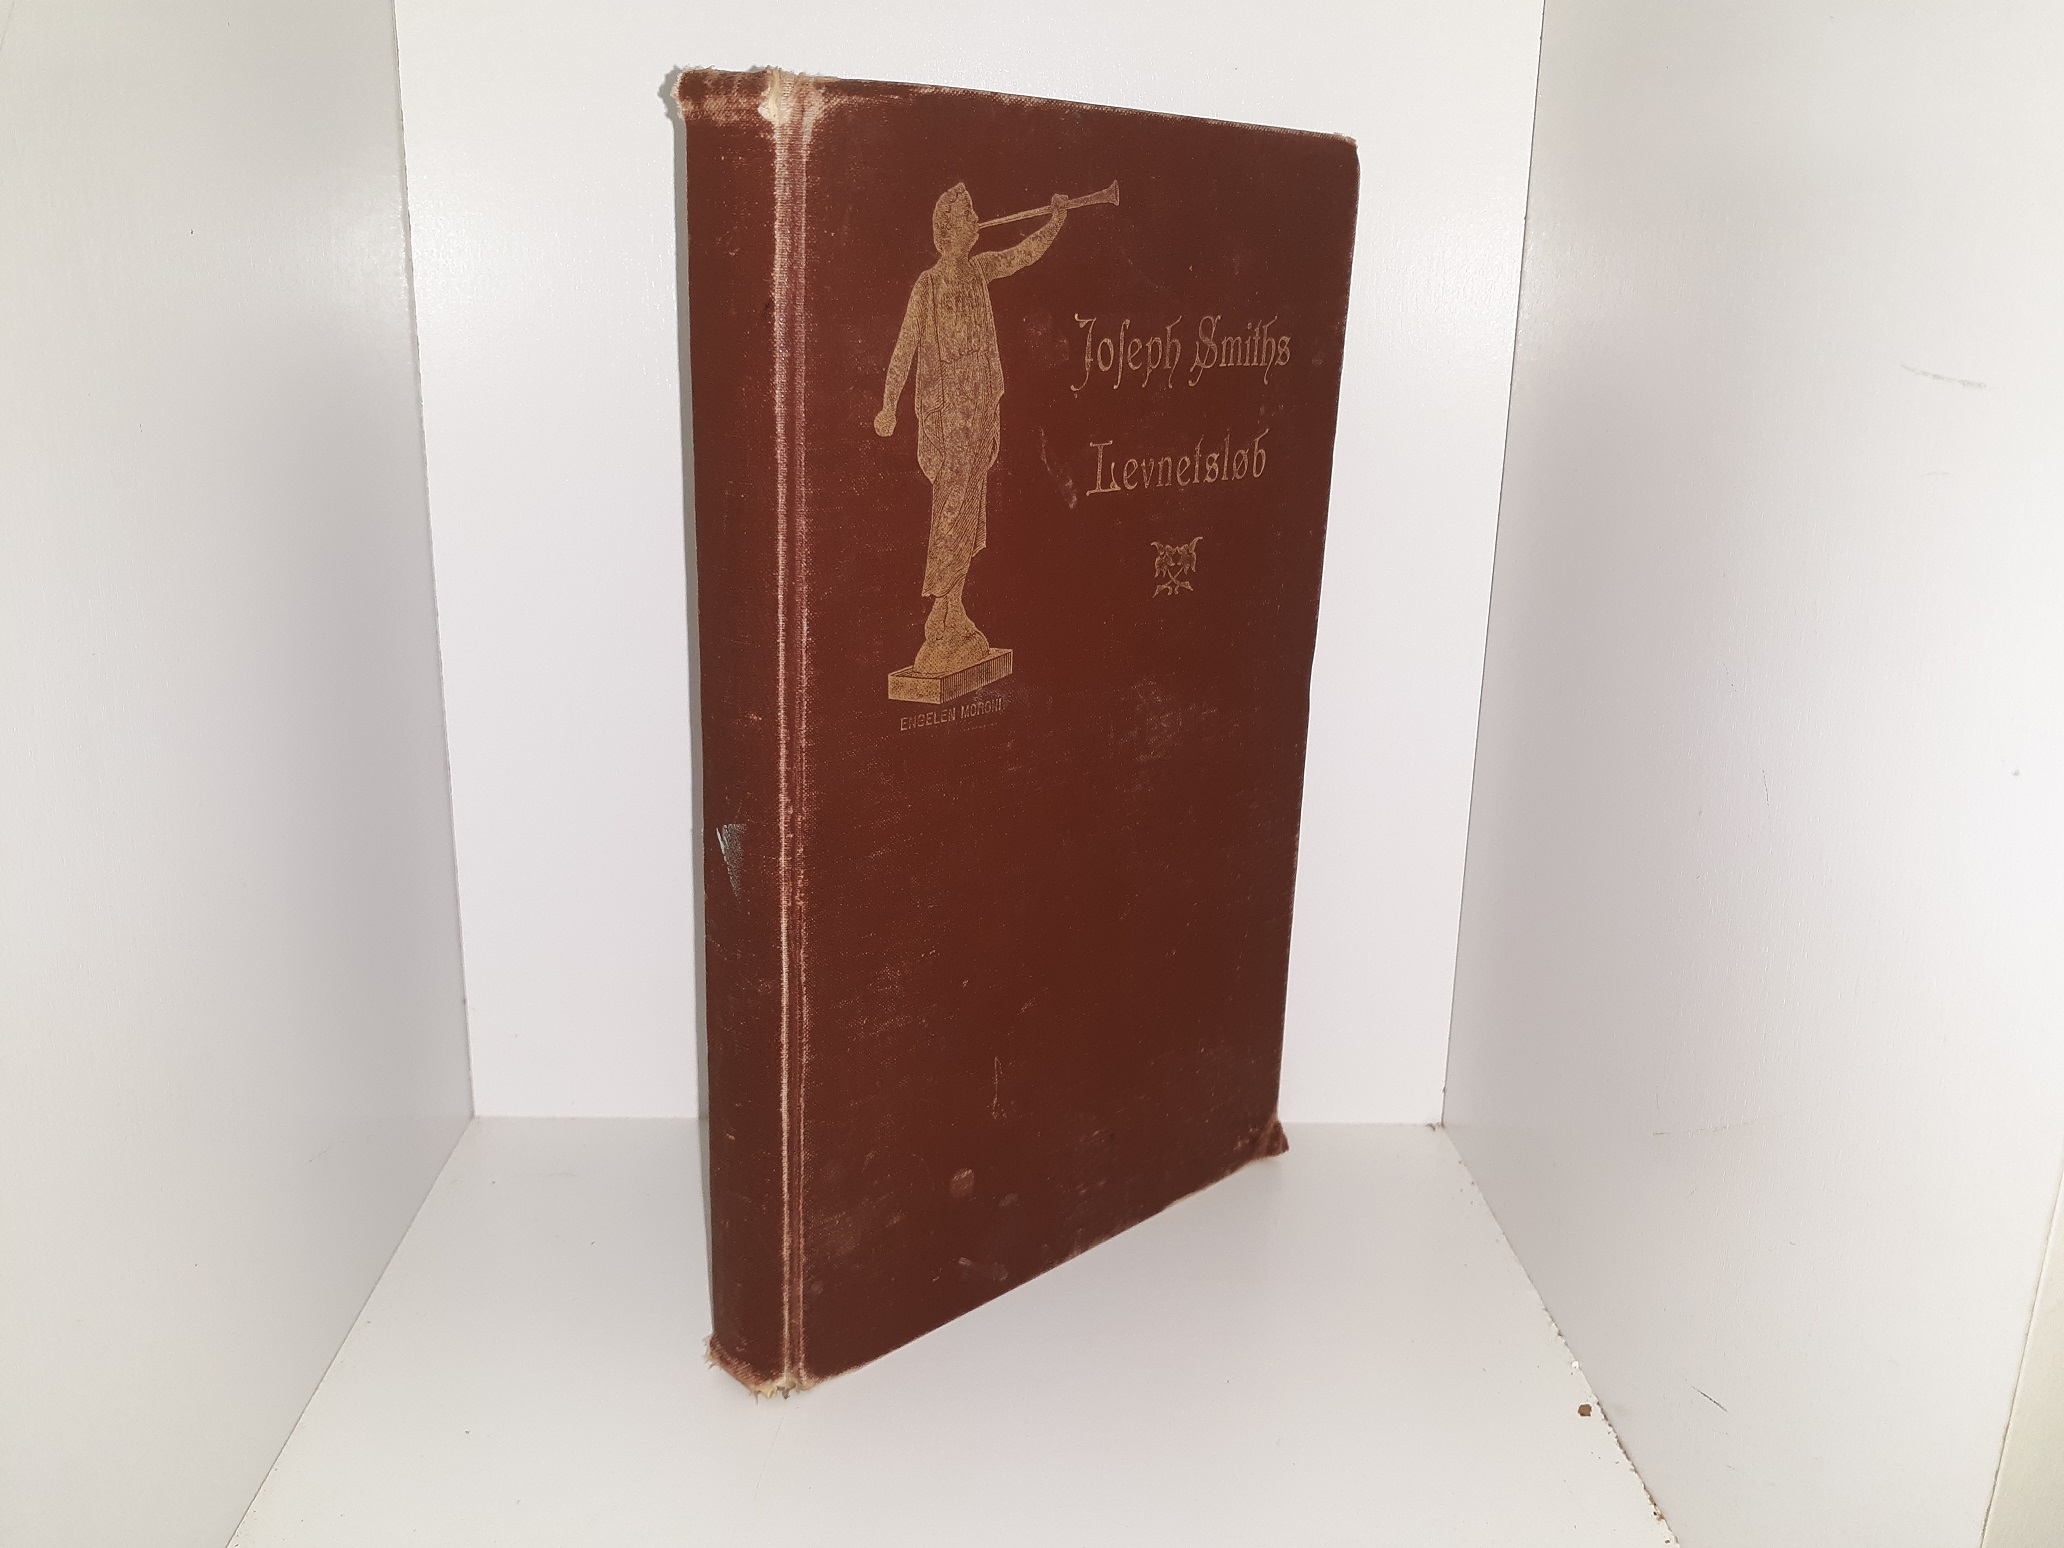 Joseph Smiths
Levnetsløb
ENGELEN MORONI